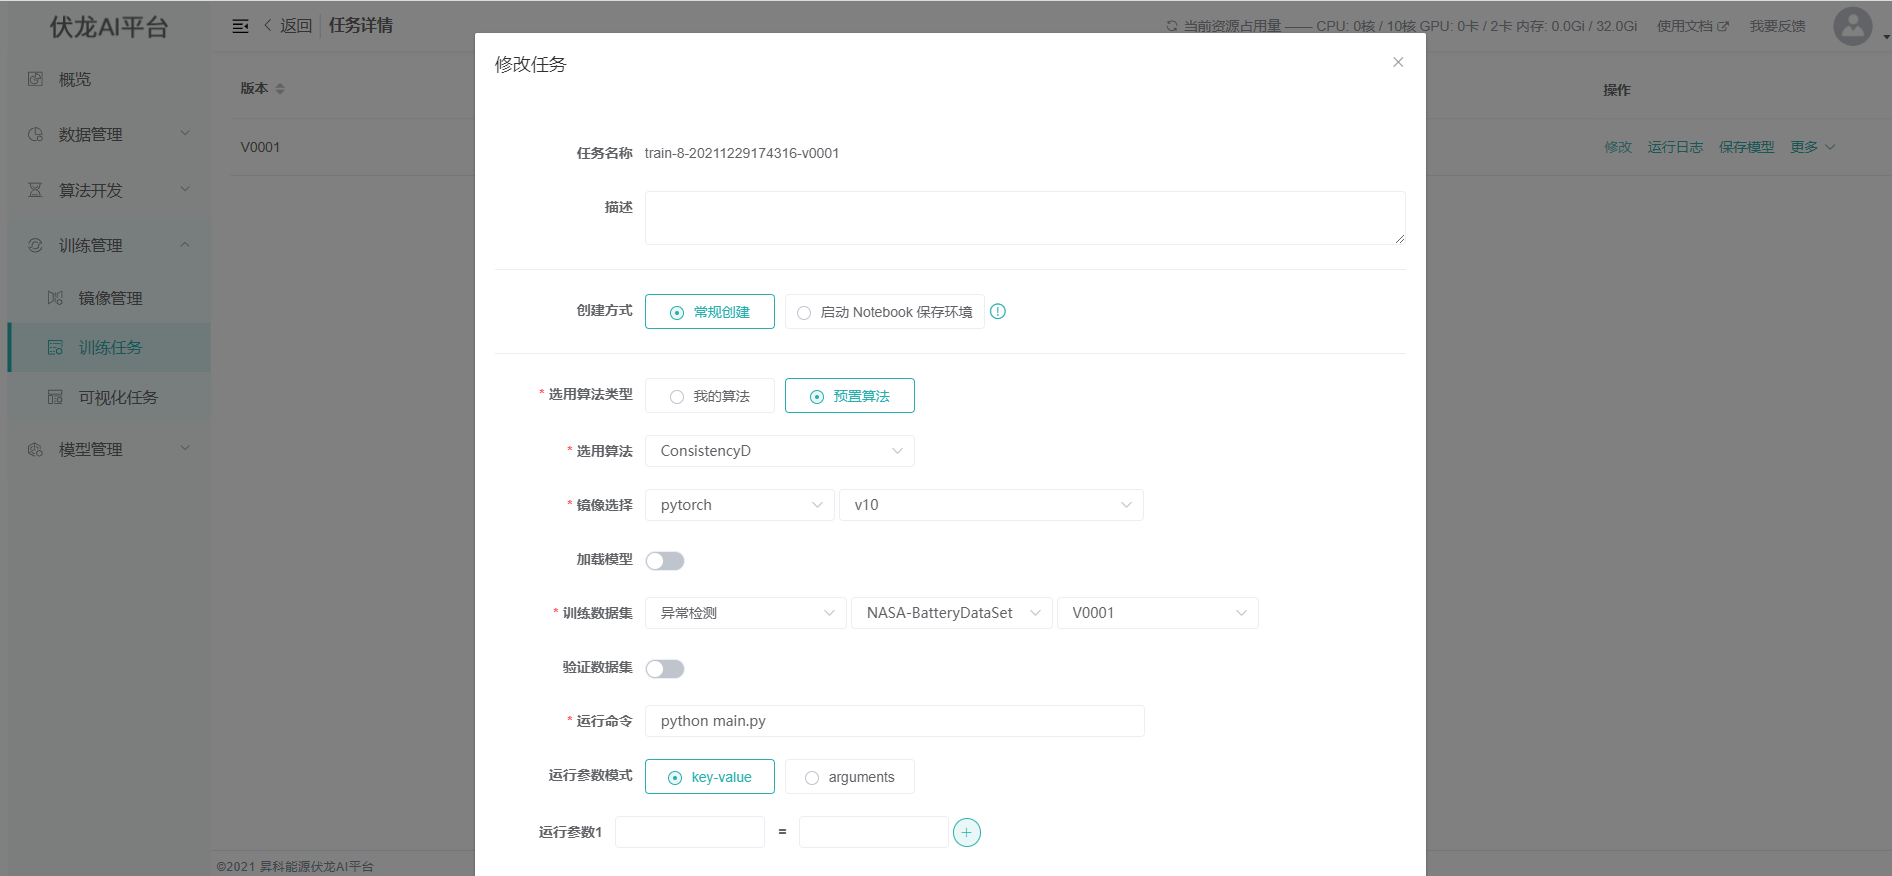 伏龙AI平台
返回
任务详情
当前资源占用量 —— CPU: 0核 / 10核 GPU: 0卡 / 2卡 内存: 0.0Gi / 32.0Gi
使用文档
我要反馈
概览
数据管理
算法开发
训练管理
镜像管理
训练任务
可视化任务
模型管理
版本
操作
V0001
修改 运行日志 保存模型 更多
修改任务
任务名称 train-8-20211229174316-v0001
描述
创建方式 常规创建 启动 Notebook 保存环境
* 选用算法类型 我的算法 预置算法
* 选用算法 ConsistencyD
* 镜像选择 pytorch v10
加载模型
* 训练数据集 异常检测 NASA-BatteryDataSet V0001
验证数据集
* 运行命令 python main.py
运行参数模式 key-value arguments
运行参数1 =
©2021 昇科能源伏龙AI平台